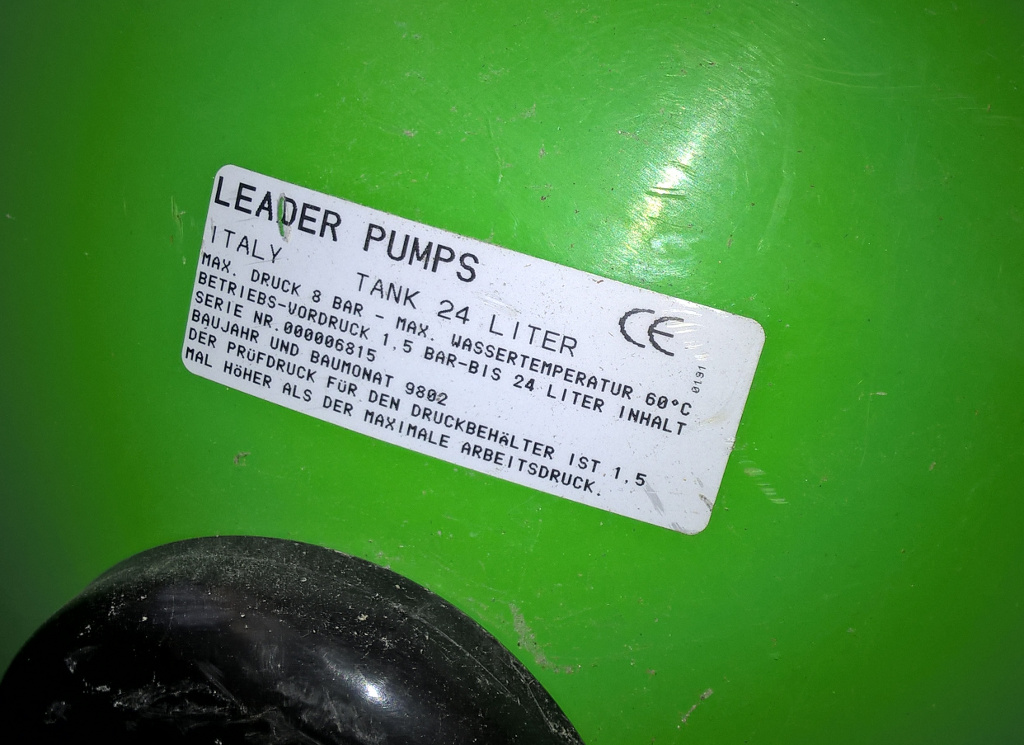 LEADER PUMPS
ITALY TANK 24 LITER CE
MAX. DRUCK 8 BAR - MAX. WASSERTEMPERATUR 60°C
BETRIEBS-VORDRUCK 1,5 BAR-BIS 24 LITER INHALT
SERIE NR.000006815
BAUJAHR UND BAUMONAT 9802
DER PRÜFDRUCK FÜR DEN DRUCKBEHÄLTER IST 1,5
MAL HÖHER ALS DER MAXIMALE ARBEITSDRUCK.
0191